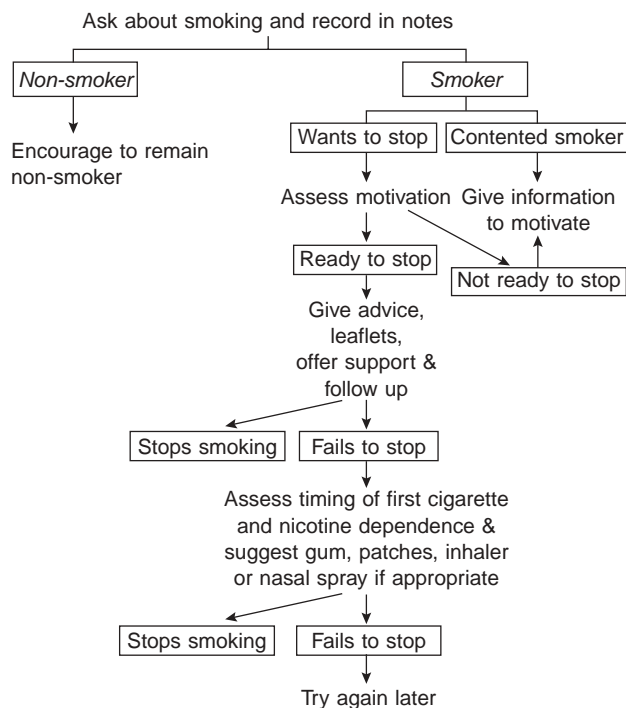 Ask about smoking and record in notes
Non-smoker
Smoker
Encourage to remain
non-smoker
Wants to stop
Contented smoker
Assess motivation
Give information
to motivate
Ready to stop
Not ready to stop
Give advice,
leaflets,
offer support &
follow up
Stops smoking
Fails to stop
Assess timing of first cigarette
and nicotine dependence &
suggest gum, patches, inhaler
or nasal spray if appropriate
Stops smoking
Fails to stop
Try again later